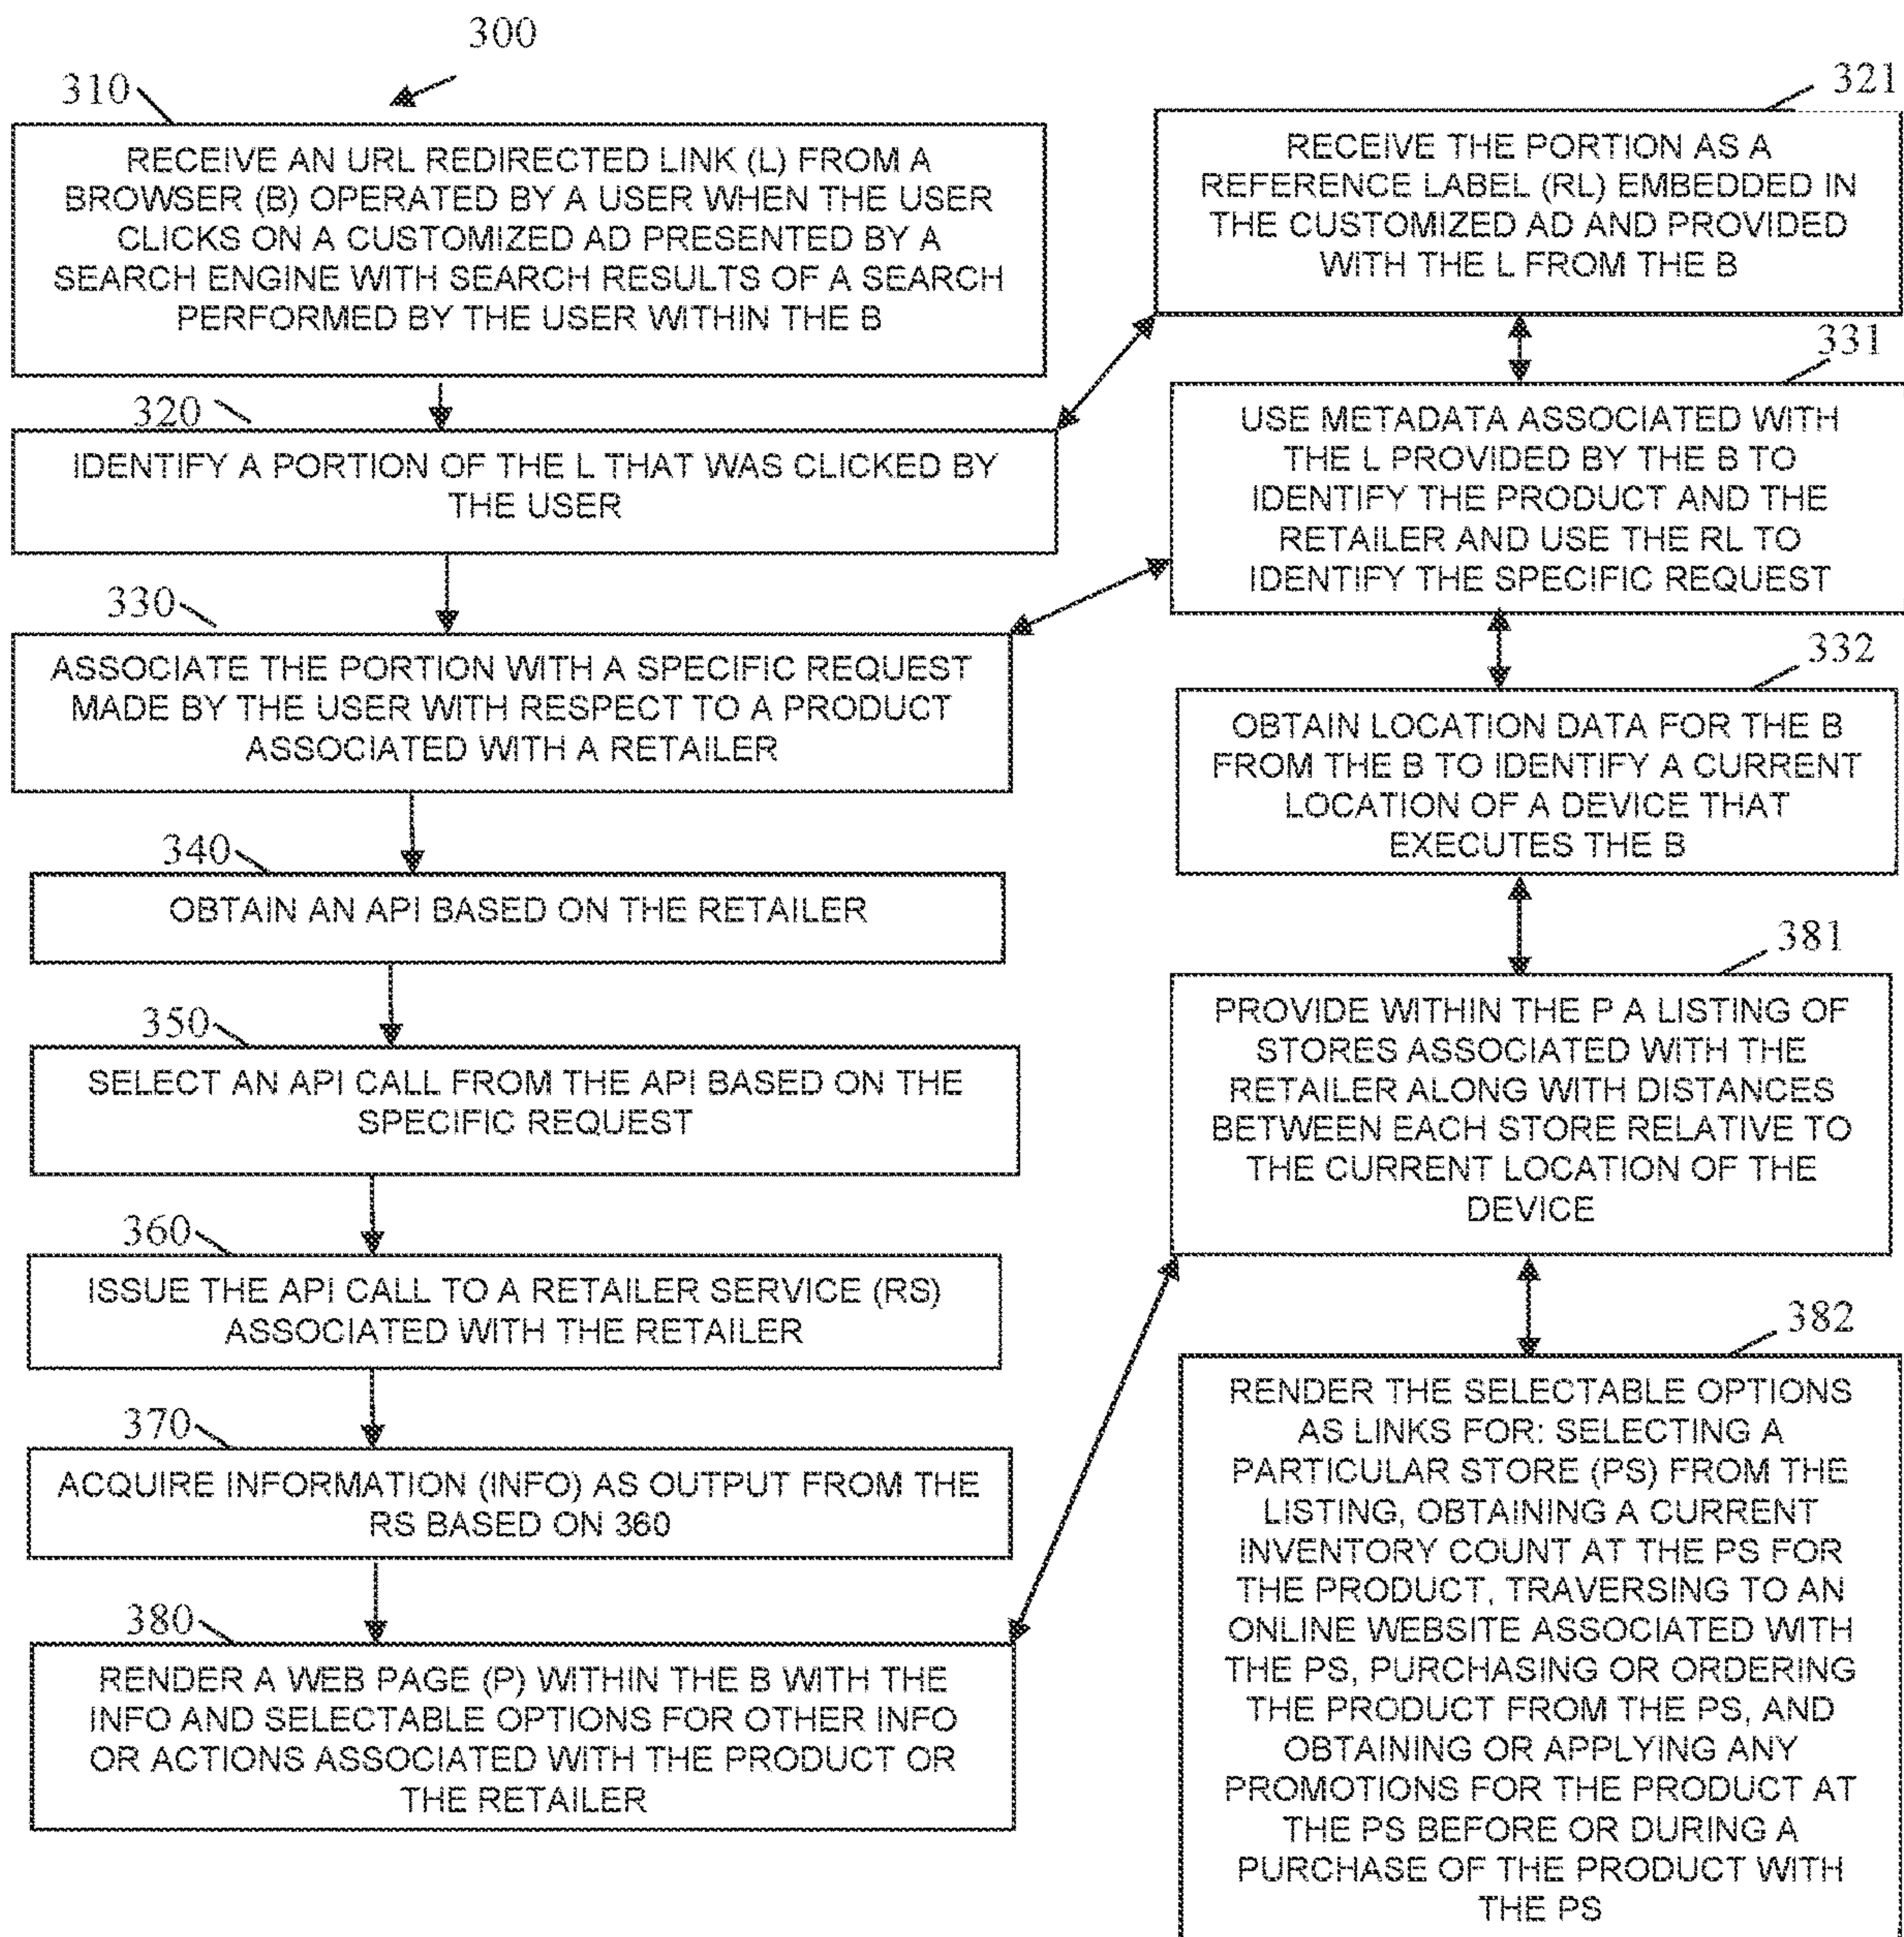 300
310
RECEIVE AN URL REDIRECTED LINK (L) FROM A
BROWSER (B) OPERATED BY A USER WHEN THE USER
CLICKS ON A CUSTOMIZED AD PRESENTED BY A
SEARCH ENGINE WITH SEARCH RESULTS OF A SEARCH
PERFORMED BY THE USER WITHIN THE B
320
IDENTIFY A PORTION OF THE L THAT WAS CLICKED BY
THE USER
330
ASSOCIATE THE PORTION WITH A SPECIFIC REQUEST
MADE BY THE USER WITH RESPECT TO A PRODUCT
ASSOCIATED WITH A RETAILER
340
OBTAIN AN API BASED ON THE RETAILER
350
SELECT AN API CALL FROM THE API BASED ON THE
SPECIFIC REQUEST
360
ISSUE THE API CALL TO A RETAILER SERVICE (RS)
ASSOCIATED WITH THE RETAILER
370
ACQUIRE INFORMATION (INFO) AS OUTPUT FROM THE
RS BASED ON 360
380
RENDER A WEB PAGE (P) WITHIN THE B WITH THE
INFO AND SELECTABLE OPTIONS FOR OTHER INFO
OR ACTIONS ASSOCIATED WITH THE PRODUCT OR
THE RETAILER
321
RECEIVE THE PORTION AS A
REFERENCE LABEL (RL) EMBEDDED IN
THE CUSTOMIZED AD AND PROVIDED
WITH THE L FROM THE B
331
USE METADATA ASSOCIATED WITH
THE L PROVIDED BY THE B TO
IDENTIFY THE PRODUCT AND THE
RETAILER AND USE THE RL TO
IDENTIFY THE SPECIFIC REQUEST
332
OBTAIN LOCATION DATA FOR THE B
FROM THE B TO IDENTIFY A CURRENT
LOCATION OF A DEVICE THAT
EXECUTES THE B
381
PROVIDE WITHIN THE P A LISTING OF
STORES ASSOCIATED WITH THE
RETAILER ALONG WITH DISTANCES
BETWEEN EACH STORE RELATIVE TO
THE CURRENT LOCATION OF THE
DEVICE
382
RENDER THE SELECTABLE OPTIONS
AS LINKS FOR: SELECTING A
PARTICULAR STORE (PS) FROM THE
LISTING, OBTAINING A CURRENT
INVENTORY COUNT AT THE PS FOR
THE PRODUCT, TRAVERSING TO AN
ONLINE WEBSITE ASSOCIATED WITH
THE PS, PURCHASING OR ORDERING
THE PRODUCT FROM THE PS, AND
OBTAINING OR APPLYING ANY
PROMOTIONS FOR THE PRODUCT AT
THE PS BEFORE OR DURING A
PURCHASE OF THE PRODUCT WITH
THE PS